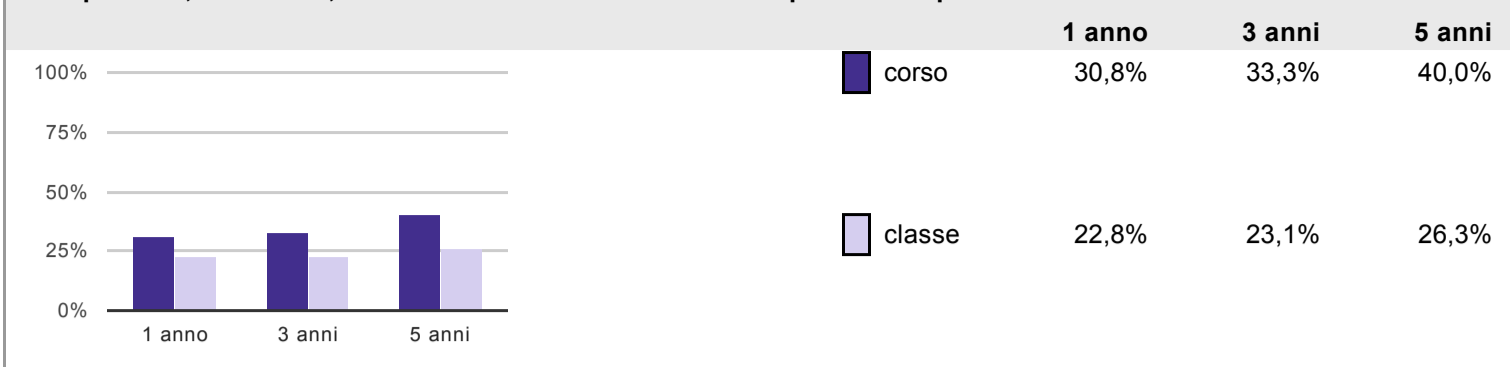 1 anno 3 anni 5 anni
100%
75%
50%
25%
0%
1 anno 3 anni 5 anni
corso 30,8% 33,3% 40,0%
classe 22,8% 23,1% 26,3%